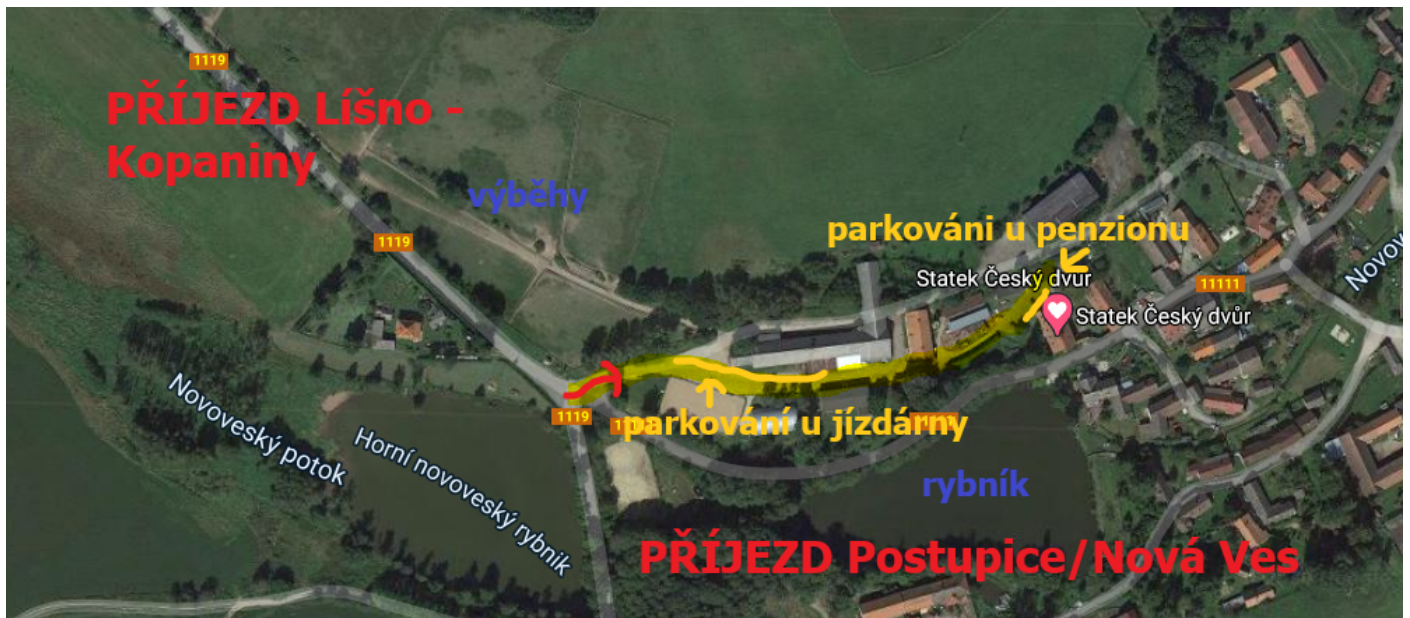 1119
PŘÍJEZD Líšno -
Kopaniny
výběhy
1119
parkováni u penzionu
Statek Český dvůr
11111
Novov
Statek Český dvůr
1119
parkování u jízdárny
Novoveský potok
Horní novoveský rybník
rybník
PŘÍJEZD Postupice/Nová Ves